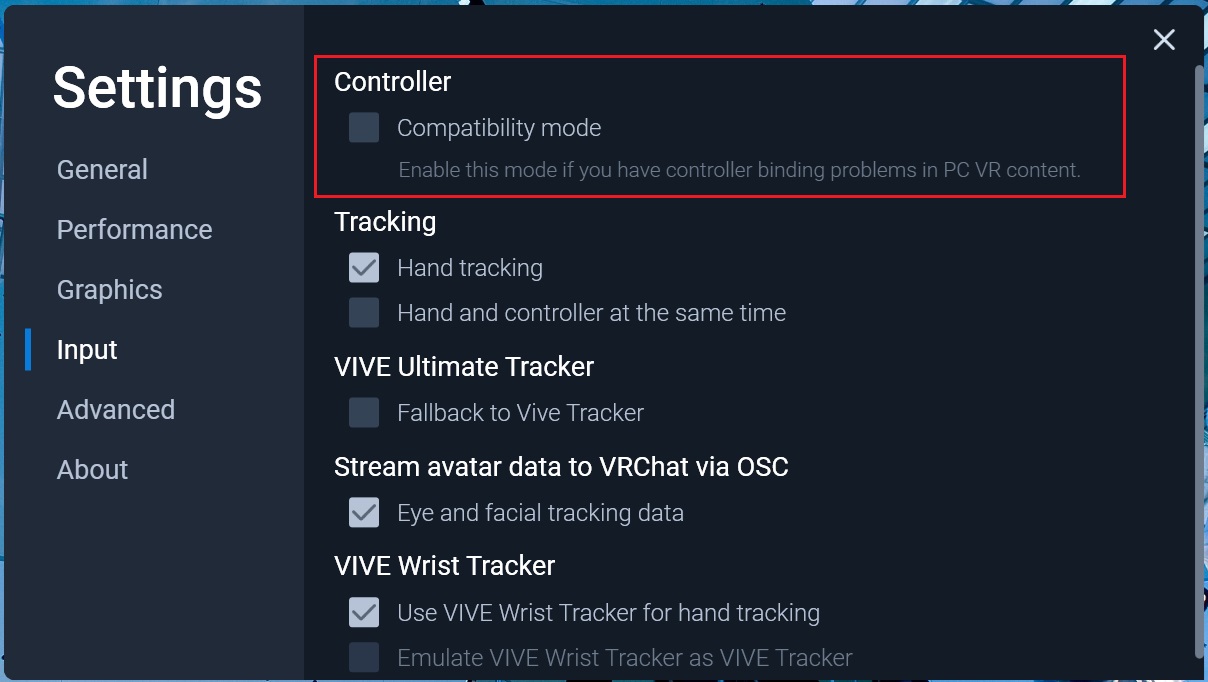 Settings
General
Performance
Graphics
Input
Advanced
About
Controller
Compatibility mode
Enable this mode if you have controller binding problems in PC VR content.
Tracking
Hand tracking
Hand and controller at the same time
VIVE Ultimate Tracker
Fallback to Vive Tracker
Stream avatar data to VRChat via OSC
Eye and facial tracking data
VIVE Wrist Tracker
Use VIVE Wrist Tracker for hand tracking
Emulate VIVE Wrist Tracker as VIVE Tracker